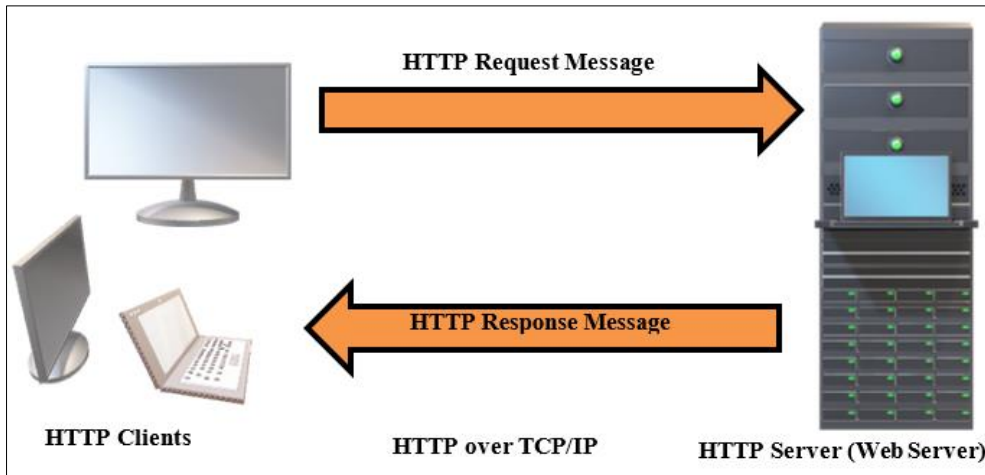 HTTP Request Message
HTTP Response Message
HTTP Clients
HTTP over TCP/IP
HTTP Server (Web Server)